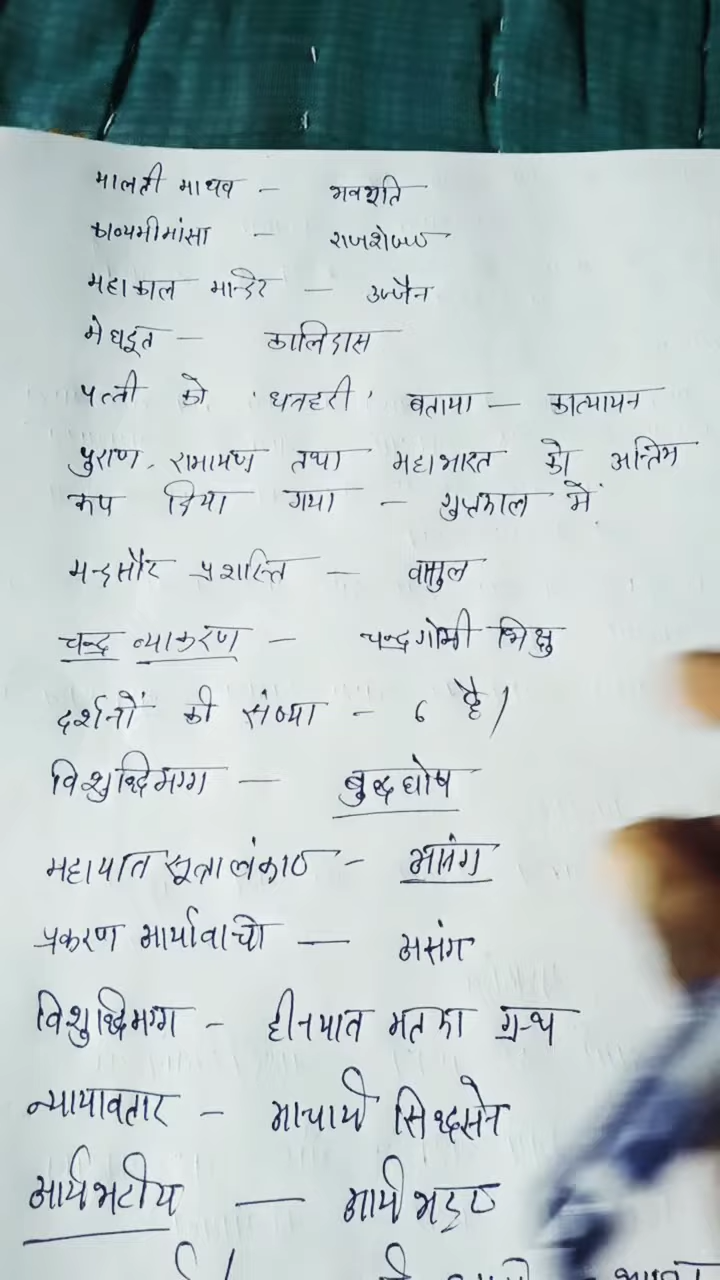 मालती माधव – भवभूति
काव्यमीमांसा – राजशेखर
महाकाल मन्दिर – उज्जैन
मेघदूत – कालिदास
पत्नी को 'धनहरी' बताया – कात्यायन
पुराण, रामायण तथा महाभारत को अन्तिम
रूप दिया गया – गुप्तकाल में
मन्दसौर प्रशस्ति – वासुल
चन्द्र व्याकरण – चन्द्रगोमी भिक्षु
दर्शनों की संख्या – 6 है।
विशुद्धिमग्ग – बुद्धघोष
महायान सूत्रालंकार – असंग
प्रकरण आर्यावाची – असंग
विशुद्धिमग्ग – हीनयान मत का ग्रन्थ
न्यायावतार – आचार्य सिद्धसेन
आर्यभटीय – आर्यभट्ट